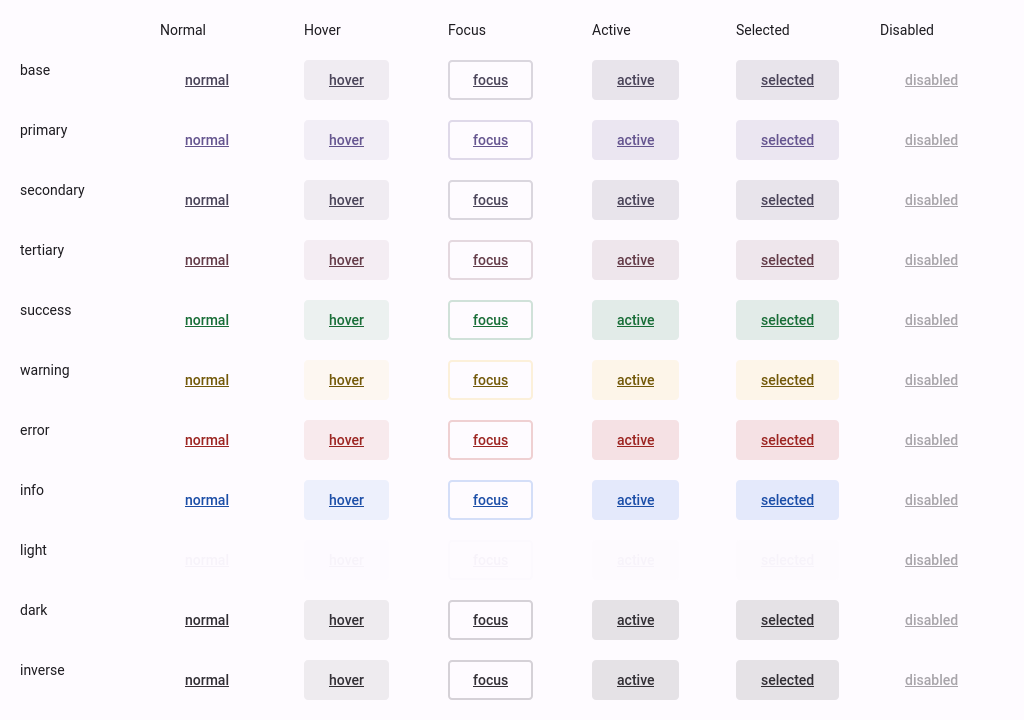 Normal Hover Focus Active Selected Disabled
base normal hover focus active selected disabled
primary normal hover focus active selected disabled
secondary normal hover focus active selected disabled
tertiary normal hover focus active selected disabled
success normal hover focus active selected disabled
warning normal hover focus active selected disabled
error normal hover focus active selected disabled
info normal hover focus active selected disabled
light normal hover focus active selected disabled
dark normal hover focus active selected disabled
inverse normal hover focus active selected disabled